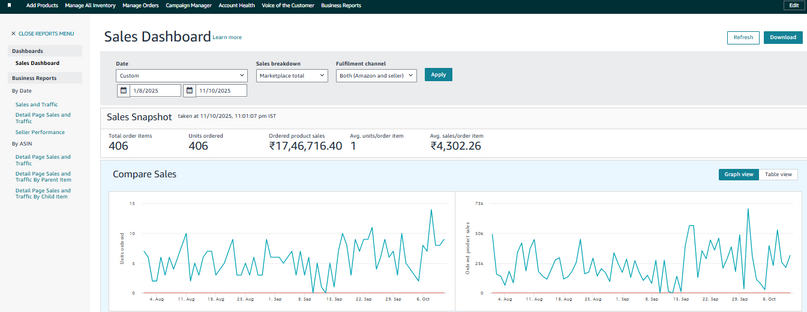 Add Products Manage All Inventory Manage Orders Campaign Manager Account Health Voice of the Customer Business Reports Edit
✕ CLOSE REPORTS MENU
Dashboards
Sales Dashboard
Business Reports
By Date
Sales and Traffic
Detail Page Sales and
Traffic
Seller Performance
By ASIN
Detail Page Sales and
Traffic
Detail Page Sales and
Traffic By Parent Item
Detail Page Sales and
Traffic By Child Item
Sales Dashboard Learn more
Refresh Download
Date Sales breakdown Fulfilment channel
Custom Marketplace total Both (Amazon and seller) Apply
1/8/2025 11/10/2025
Sales Snapshot taken at 11/10/2025, 11:01:07 pm IST
Total order items Units ordered Ordered product sales Avg. units/order item Avg. sales/order item
406 406 ₹17,46,716.40 1 ₹4,302.26
Compare Sales
Graph view Table view
Units ordered
15
10
5
0
4. Aug 11. Aug 18. Aug 25. Aug 1. Sep 8. Sep 15. Sep 22. Sep 29. Sep 6. Oct
Ordered product sales
75k
50k
25k
0
4. Aug 11. Aug 18. Aug 25. Aug 1. Sep 8. Sep 15. Sep 22. Sep 29. Sep 6. Oct